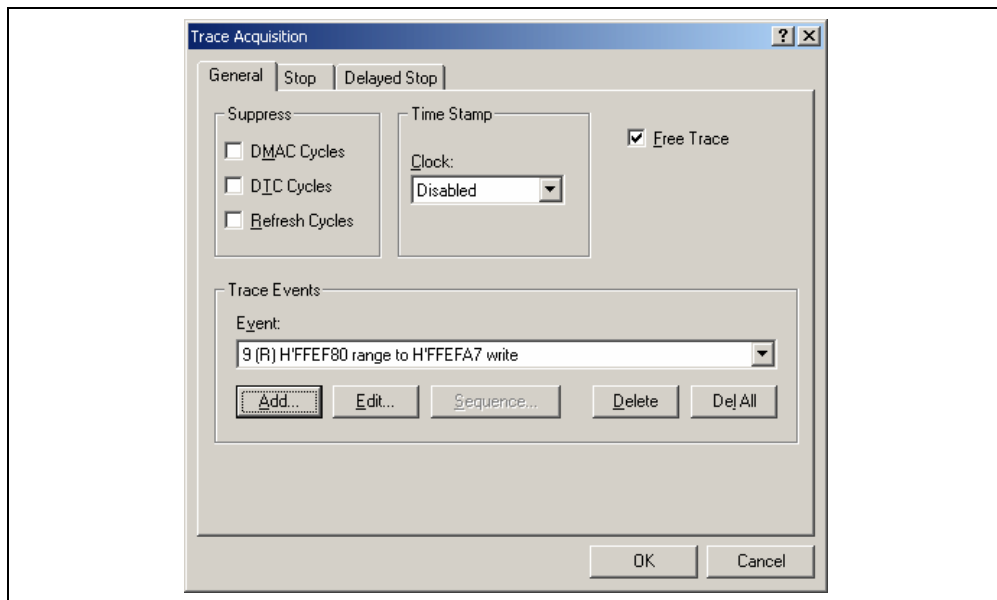 Trace Acquisition
General Stop Delayed Stop
Suppress
DMAC Cycles
DTC Cycles
Refresh Cycles
Time Stamp
Clock:
Disabled
Free Trace
Trace Events
Event:
9 (R) H'FFEF80 range to H'FFEFA7 write
Add... Edit... Sequence... Delete Del All
OK Cancel